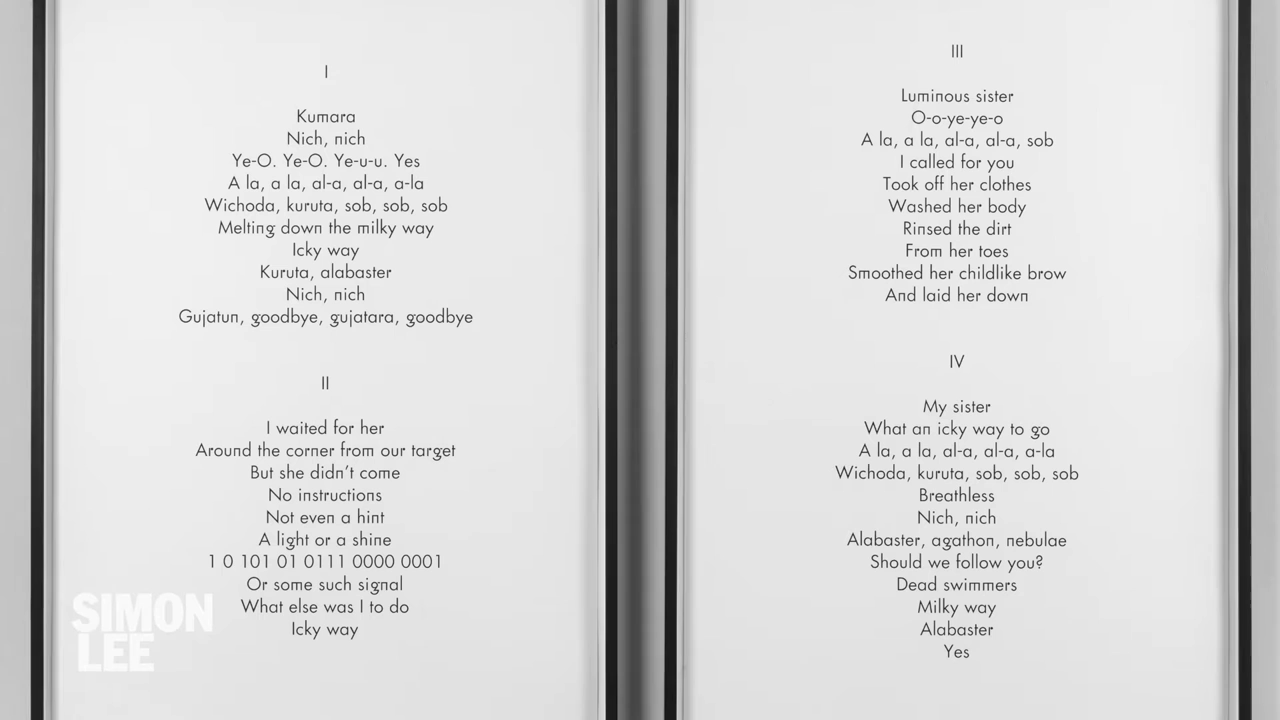 I
Kumara
Nich, nich
Ye-O. Ye-O. Ye-u-u. Yes
A la, a la, al-a, al-a, a-la
Wichoda, kuruta, sob, sob, sob
Melting down the milky way
Icky way
Kuruta, alabaster
Nich, nich
Gujatun, goodbye, gujatara, goodbye
II
I waited for her
Around the corner from our target
But she didn't come
No instructions
Not even a hint
A light or a shine
1 0 101 01 0111 0000 0001
Or some such signal
What else was I to do
Icky way
III
Luminous sister
O-o-ye-ye-o
A la, a la, al-a, al-a, sob
I called for you
Took off her clothes
Washed her body
Rinsed the dirt
From her toes
Smoothed her childlike brow
And laid her down
IV
My sister
What an icky way to go
A la, a la, al-a, al-a, a-la
Wichoda, kuruta, sob, sob, sob
Breathless
Nich, nich
Alabaster, agathon, nebulae
Should we follow you?
Dead swimmers
Milky way
Alabaster
Yes
SIMON
LEE